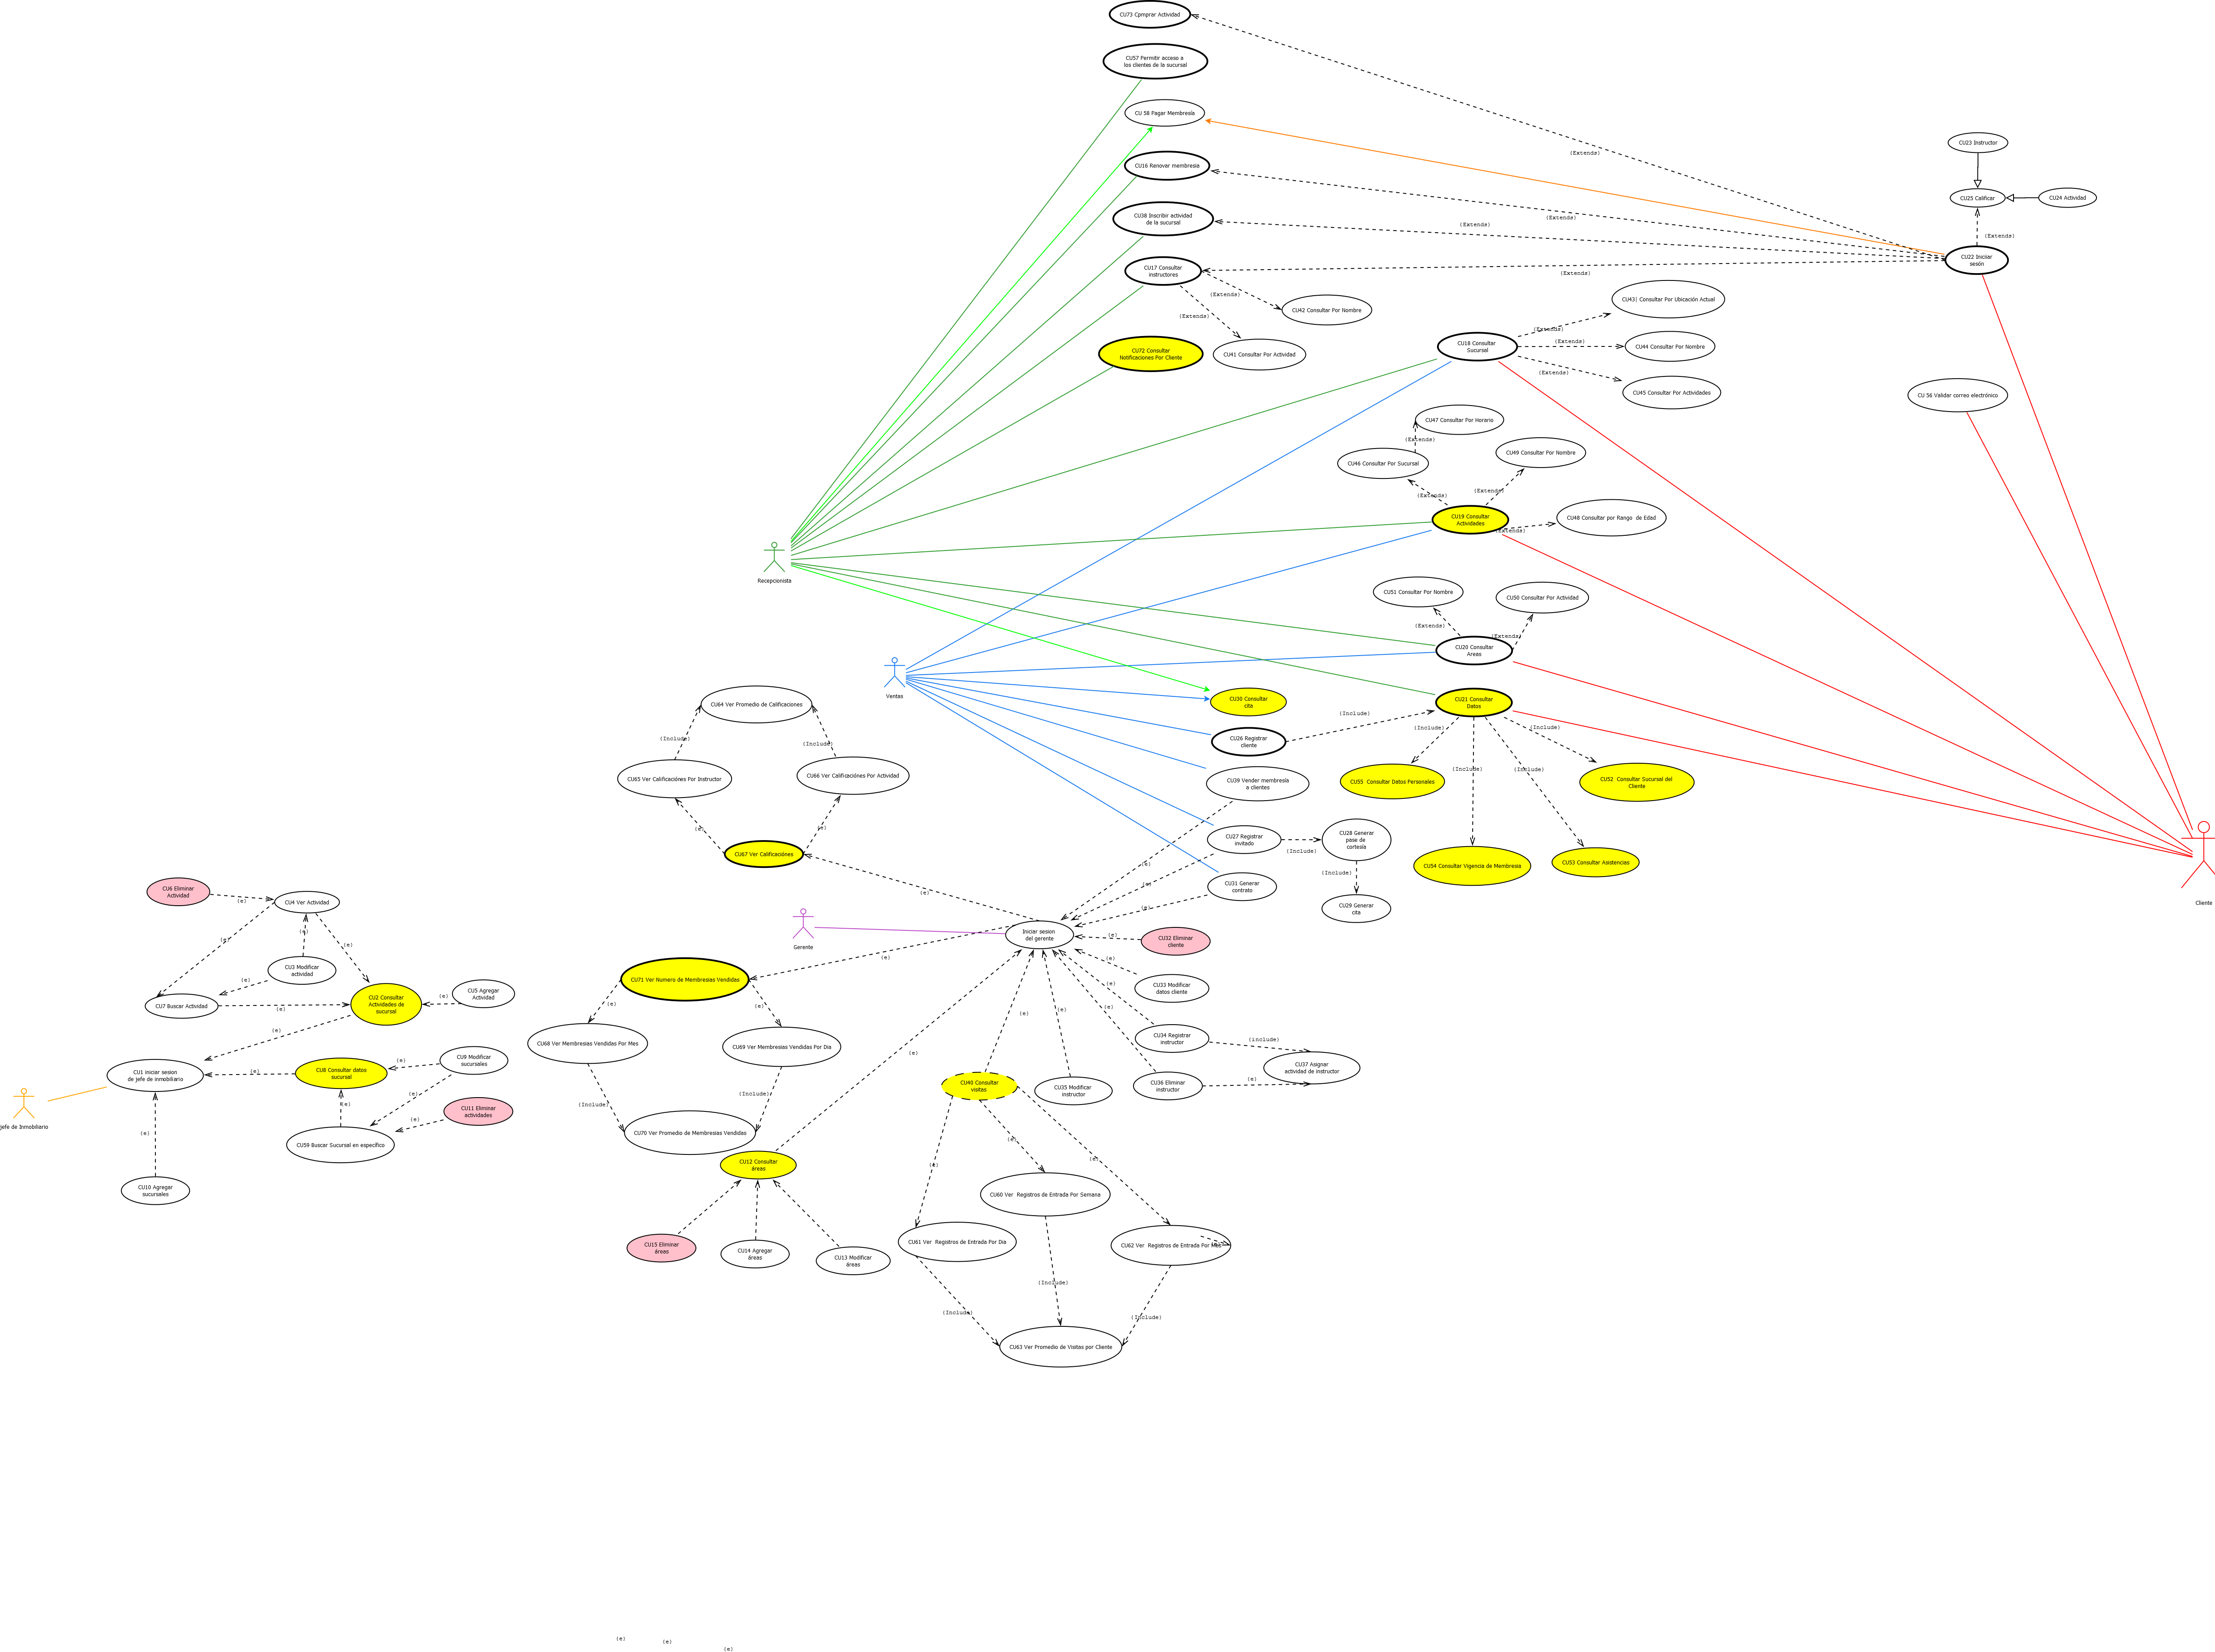 CU73 Cpmprar Actividad
CU57 Permitir acceso a
los clientes de la sucursal
CU 58 Pagar Membresía
(Extends)
CU16 Renovar membresia
CU23 Instructor
CU25 Calificar
CU24 Actividad
(Extends)
CU22 Iniciar
sesón
CU38 Inscribir actividad
de la sucursal
(Extends)
(Extends)
CU17 Consultar
instructores
(Extends)
(Extends)
CU42 Consultar Por Nombre
(Extends)
CU41 Consultar Por Actividad
CU72 Consultar
Notificaciones Por Cliente
CU43| Consultar Por Ubicación Actual
(Extends)
CU18 Consultar
Sucursal
(Extends)
CU44 Consultar Por Nombre
(Extends)
CU45 Consultar Por Actividades
CU 56 Validar correo electrónico
CU47 Consultar Por Horario
(Extends)
CU46 Consultar Por Sucursal
CU49 Consultar Por Nombre
(Extends)
(Extends)
CU19 Consultar
Actividades
(Extends)
CU48 Consultar por Rango  de Edad
Recepcionista
CU51 Consultar Por Nombre
CU50 Consultar Por Actividad
(Extends)
(Extends)
CU20 Consultar
Areas
Ventas
CU30 Consultar
cita
CU21 Consultar
Datos
(Include)
CU26 Registrar
cliente
(Include)
(Include)
(Include)
(Include)
CU55  Consultar Datos Personales
CU52  Consultar Sucursal del
Cliente
CU54 Consultar Vigencia de Membresia
CU53 Consultar Asistencias
CU39 Vender membresía
a clientes
CU27 Registrar
invitado
(Include)
CU28 Generar
pase de
cortesía
(Include)
CU29 Generar
cita
CU31 Generar
contrato
Cliente
CU64 Ver Promedio de Calificaciones
(Include)
(Include)
CU65 Ver Calificaciónes Por Instructor
CU66 Ver Calificaciónes Por Actividad
(e)
(e)
CU67 Ver Calificaciónes
(e)
(e)
(e)
(e)
Gerente
Iniciar sesion
del gerente
(e)
CU32 Eliminar
cliente
(e)
CU33 Modificar
datos cliente
(e)
CU34 Registrar
instructor
(include)
(e)
CU36 Eliminar
instructor
(e)
CU37 Asignar
actividad de instructor
(e)
CU35 Modificar
instructor
(e)
CU40 Consultar
visitas
(e)
CU71 Ver Numero de Membresias Vendidas
(e)
(e)
CU68 Ver Membresias Vendidas Por Mes
CU69 Ver Membresias Vendidas Por Dia
(Include)
(Include)
CU70 Ver Promedio de Membresias Vendidas
(e)
CU12 Consultar
áreas
CU15 Eliminar
áreas
CU14 Agregar
áreas
CU13 Modificar
áreas
(e)
(e)
(e)
CU60 Ver  Registros de Entrada Por Semana
CU61 Ver  Registros de Entrada Por Dia
CU62 Ver  Registros de Entrada Por Mes
(Include)
(Include)
(Include)
CU63 Ver Promedio de Visitas por Cliente
CU6 Eliminar
Actividad
(e)
CU4 Ver Actividad
(e)
(e)
(e)
CU3 Modificar
actividad
(e)
CU7 Buscar Actividad
(e)
CU2 Consultar
Actividades de
sucursal
(e)
CU5 Agregar
Actividad
(e)
CU1 iniciar sesion
de jefe de inmobiliario
(e)
CU8 Consultar datos
sucursal
(e)
CU9 Modificar
sucursales
(e)
(e)
CU11 Eliminar
actividades
(e)
CU59 Buscar Sucursal en específico
jefe de Inmobiliario
(e)
CU10 Agregar
sucursales
(e)
(e)
(e)